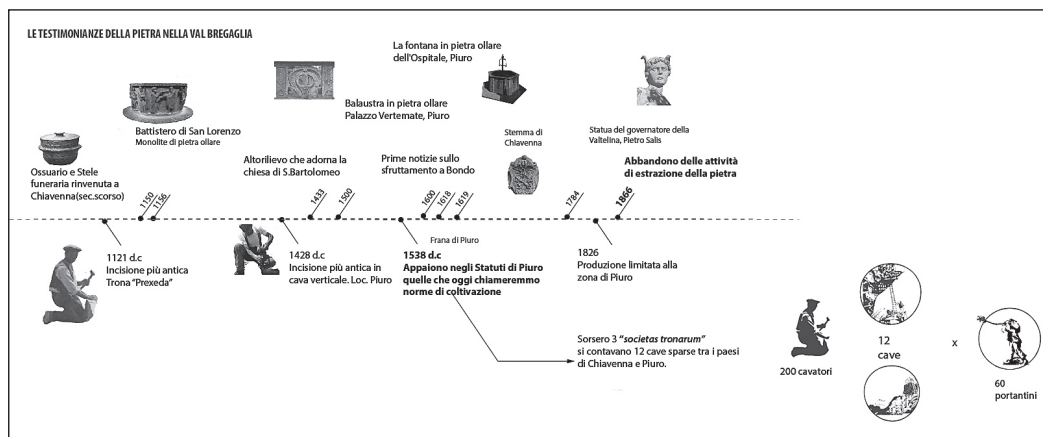 LE TESTIMONIANZE DELLA PIETRA NELLA VAL BREGAGLIA
La fontana in pietra ollare
dell'Ospitale, Piuro
Balaustra in pietra ollare
Palazzo Vertemate, Piuro
Battistero di San Lorenzo
Monolite di pietra ollare
Stemma di
Chiavenna
Statua del governatore della
Valtelina, Pietro Salis
Ossuario e Stele
funeraria rinvenuta a
Chiavenna(sec.scorso)
Altorilievo che adorna la
chiesa di S.Bartolomeo
Prime notizie sullo
sfruttamento a Bondo
Abbandono delle attività
di estrazione della pietra
1150
1156
1433
1500
1600
1618
1619
1784
1866
Frana di Piuro
1121 d.c
Incisione più antica
Trona "Prexeda"
1428 d.c
Incisione più antica in
cava verticale. Loc. Piuro
1538 d.c
Appaiono negli Statuti di Piuro
quelle che oggi chiameremmo
norme di coltivazione
1826
Produzione limitata alla
zona di Piuro
Sorsero 3 "societas tronarum"
si contavano 12 cave sparse tra i paesi
di Chiavenna e Piuro.
200 cavatori
12
cave
x
60
portantini